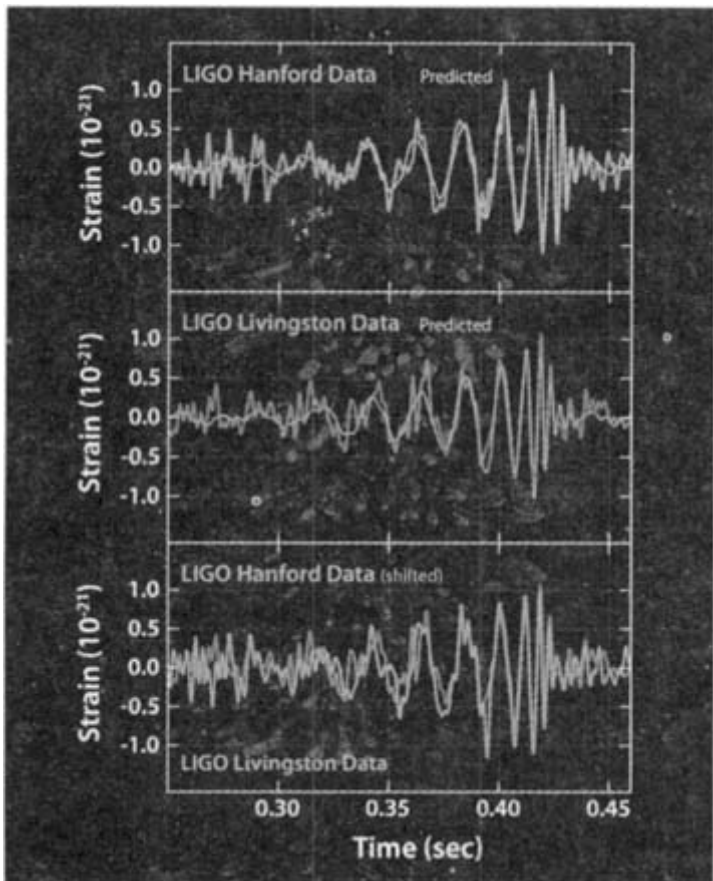 LIGO Hanford Data Predicted
Strain (10⁻²¹)
1.0
0.5
0.0
-0.5
-1.0
LIGO Livingston Data Predicted
Strain (10⁻²¹)
1.0
0.5
0.0
-0.5
-1.0
LIGO Hanford Data (shifted)
Strain (10⁻²¹)
1.0
0.5
0.0
-0.5
-1.0
LIGO Livingston Data
0.30 0.35 0.40 0.45
Time (sec)